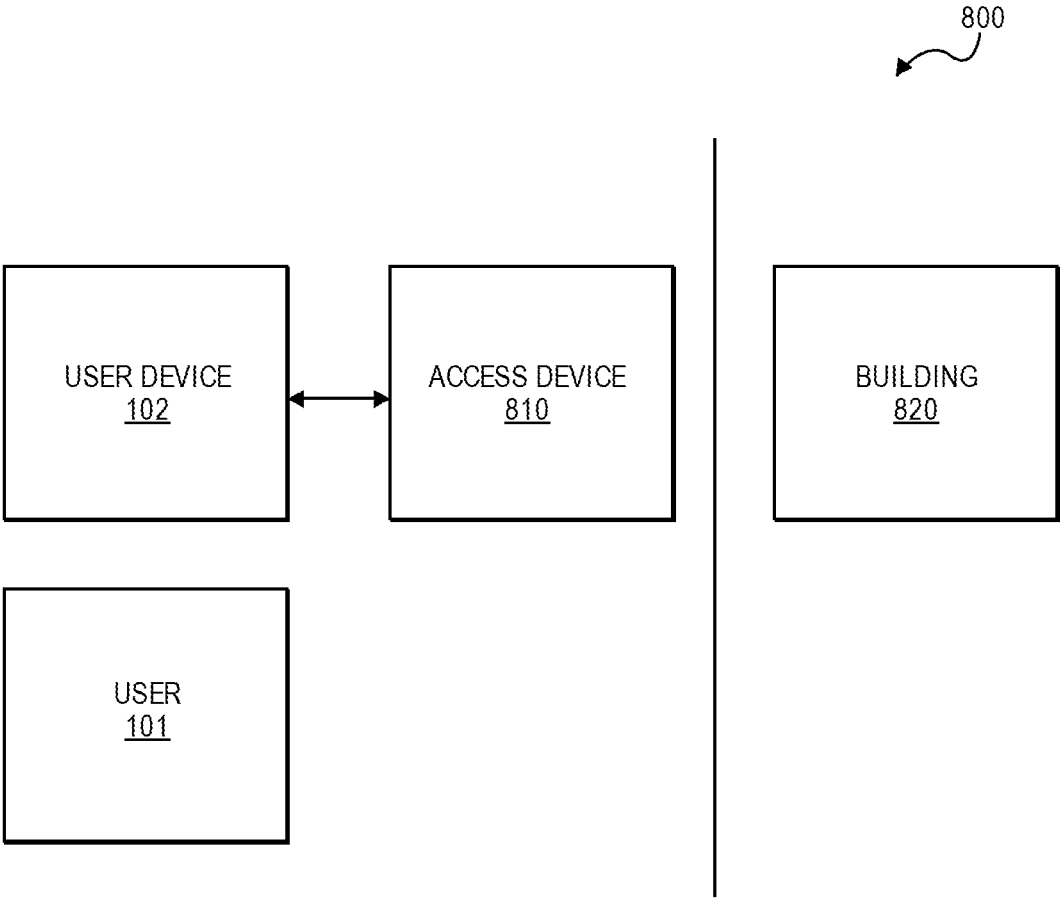 800
USER DEVICE
102
ACCESS DEVICE
810
BUILDING
820
USER
101